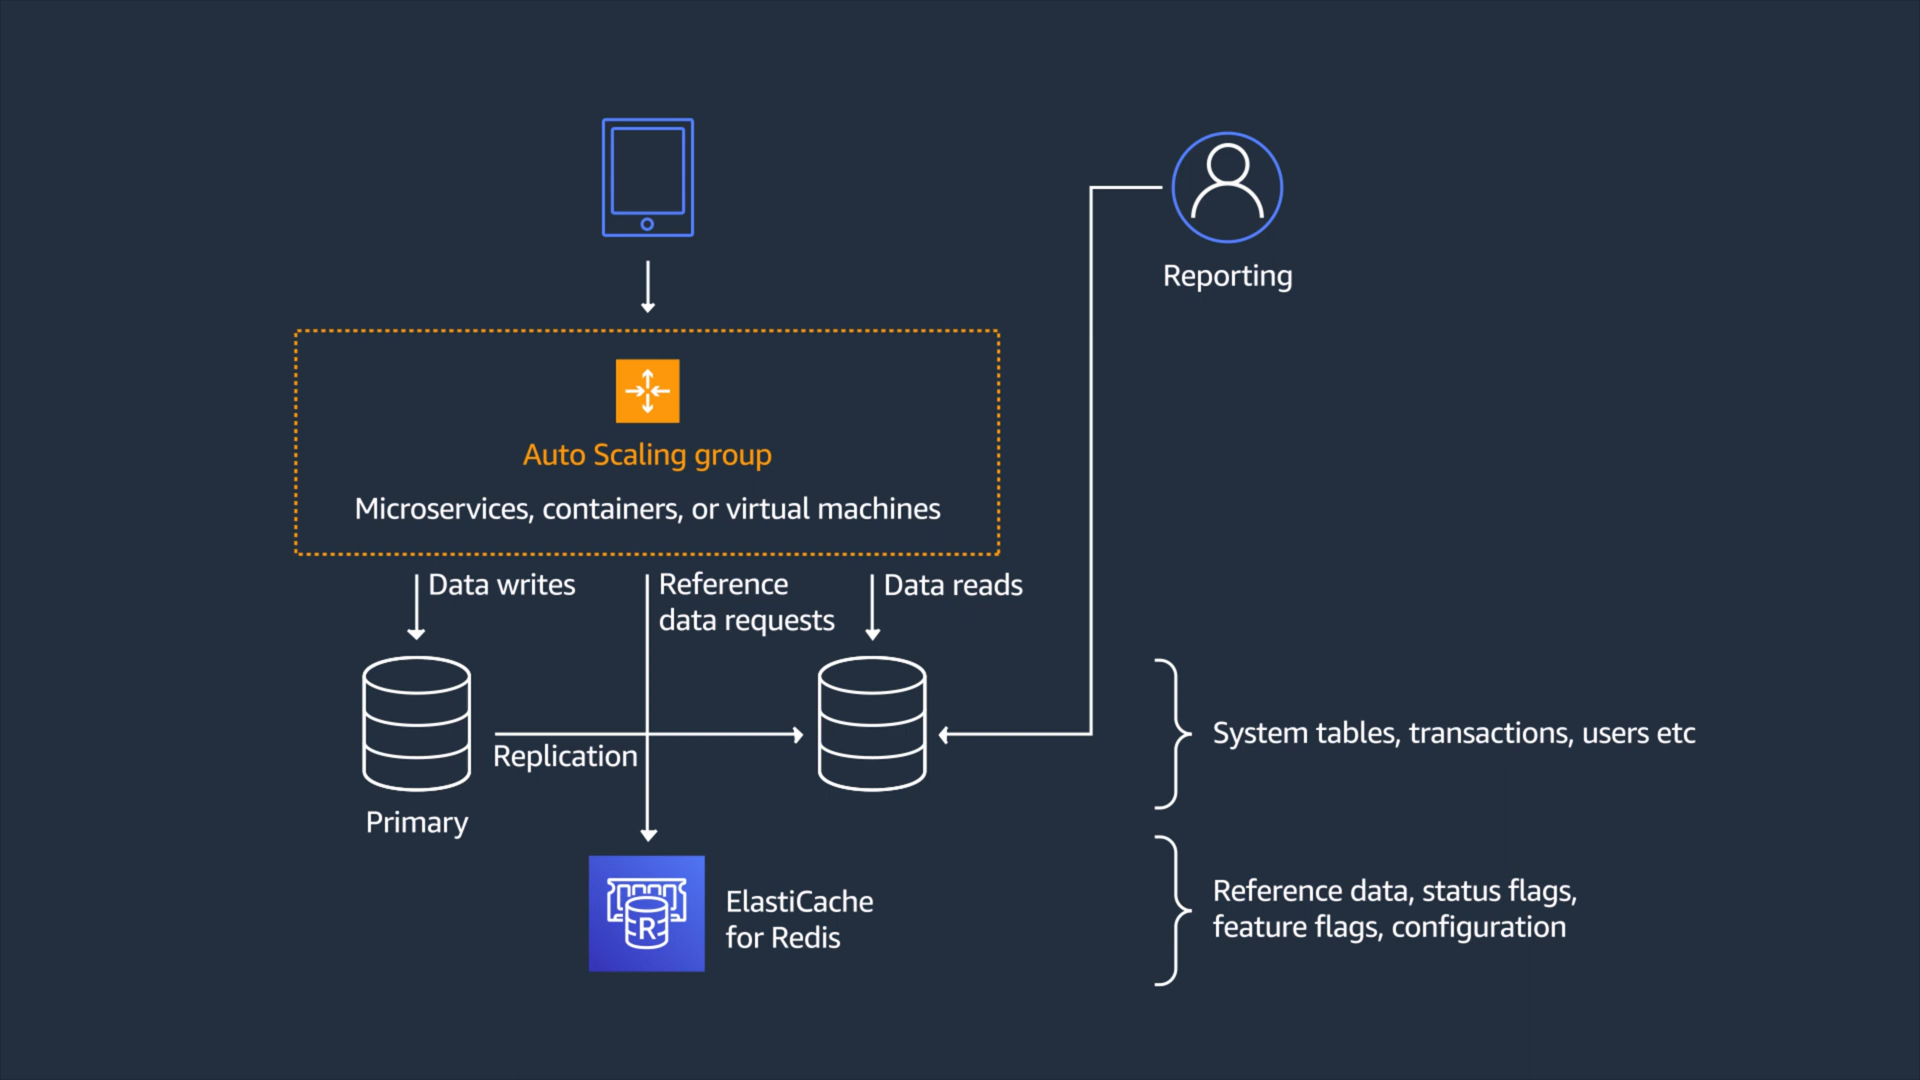 Reporting
Auto Scaling group
Microservices, containers, or virtual machines
Data writes
Reference
data requests
Data reads
Replication
Primary
System tables, transactions, users etc
R
ElastiCache
for Redis
Reference data, status flags,
feature flags, configuration